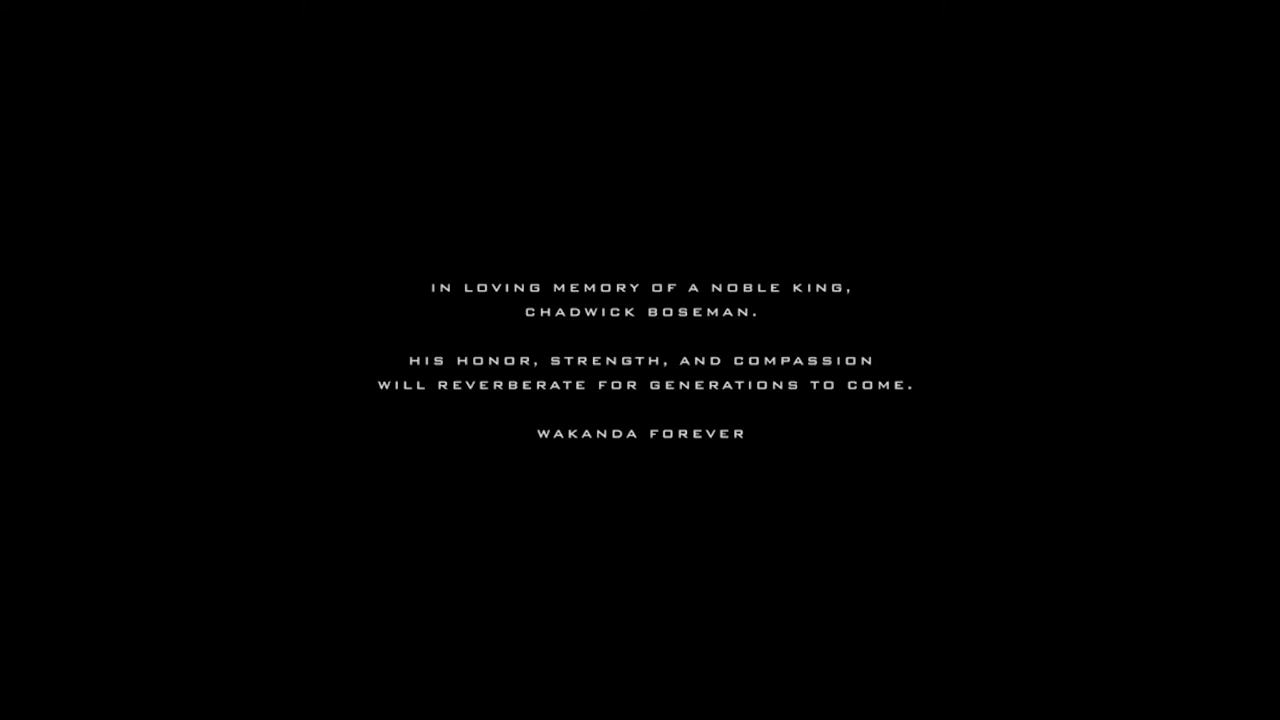 IN LOVING MEMORY OF A NOBLE KING,
CHADWICK BOSEMAN.
HIS HONOR, STRENGTH, AND COMPASSION
WILL REVERBERATE FOR GENERATIONS TO COME.
WAKANDA FOREVER